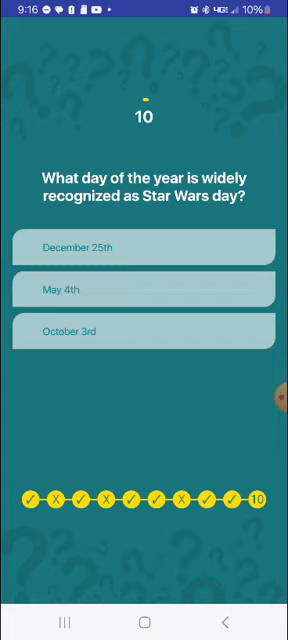 9:16 4G 10%
10
What day of the year is widely
recognized as Star Wars day?
December 25th
May 4th
October 3rd
✓ X ✓ X ✓ ✓ X ✓ ✓ 10